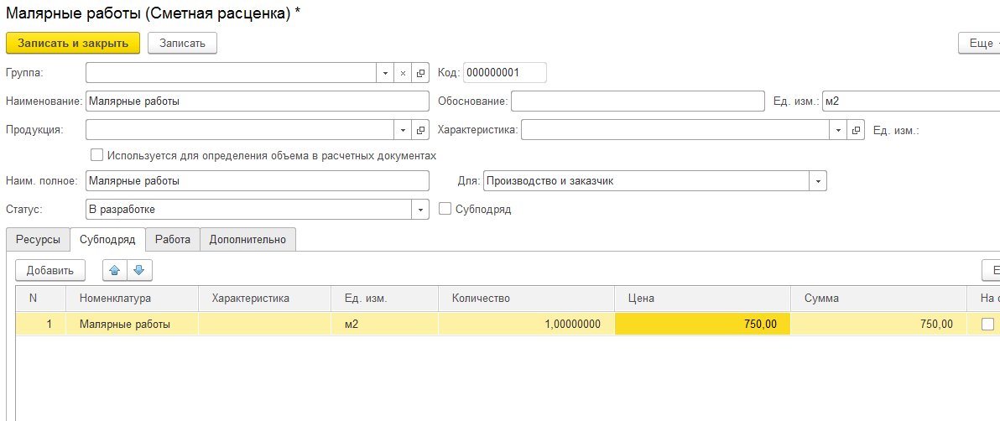 Малярные работы (Сметная расценка) *
Записать и закрыть Записать Еще
Группа: Код: 000000001
Наименование: Малярные работы Обоснование: Ед. изм.: м2
Продукция: Характеристика: Ед. изм.:
Используется для определения объема в расчетных документах
Наим. полное: Малярные работы Для: Производство и заказчик
Статус: В разработке Субподряд
Ресурсы Субподряд Работа Дополнительно
Добавить
N Номенклатура Характеристика Ед. изм. Количество Цена Сумма На
1 Малярные работы м2 1,00000000 750,00 750,00